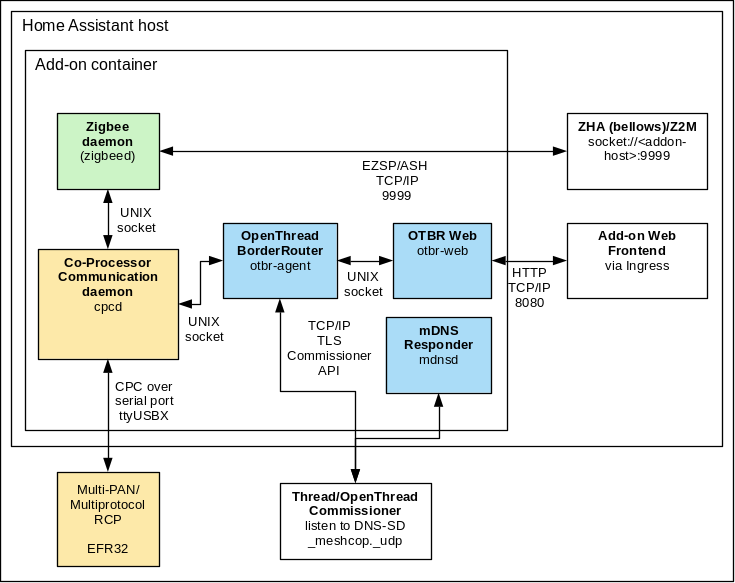 Home Assistant host
Add-on container
Zigbee
daemon
(zigbeed)
ZHA (bellows)/Z2M
socket://<addon-
host>:9999
EZSP/ASH
TCP/IP
9999
UNIX
socket
OpenThread
BorderRouter
otbr-agent
OTBR Web
otbr-web
Add-on Web
Frontend
via Ingress
Co-Processor
Communication
daemon
cpcd
UNIX
socket
HTTP
TCP/IP
8080
UNIX
socket
TCP/IP
TLS
Commissioner
API
mDNS
Responder
mdnsd
CPC over
serial port
ttyUSBX
Multi-PAN/
Multiprotocol
RCP
EFR32
Thread/OpenThread
Commissioner
listen to DNS-SD
_meshcop._udp